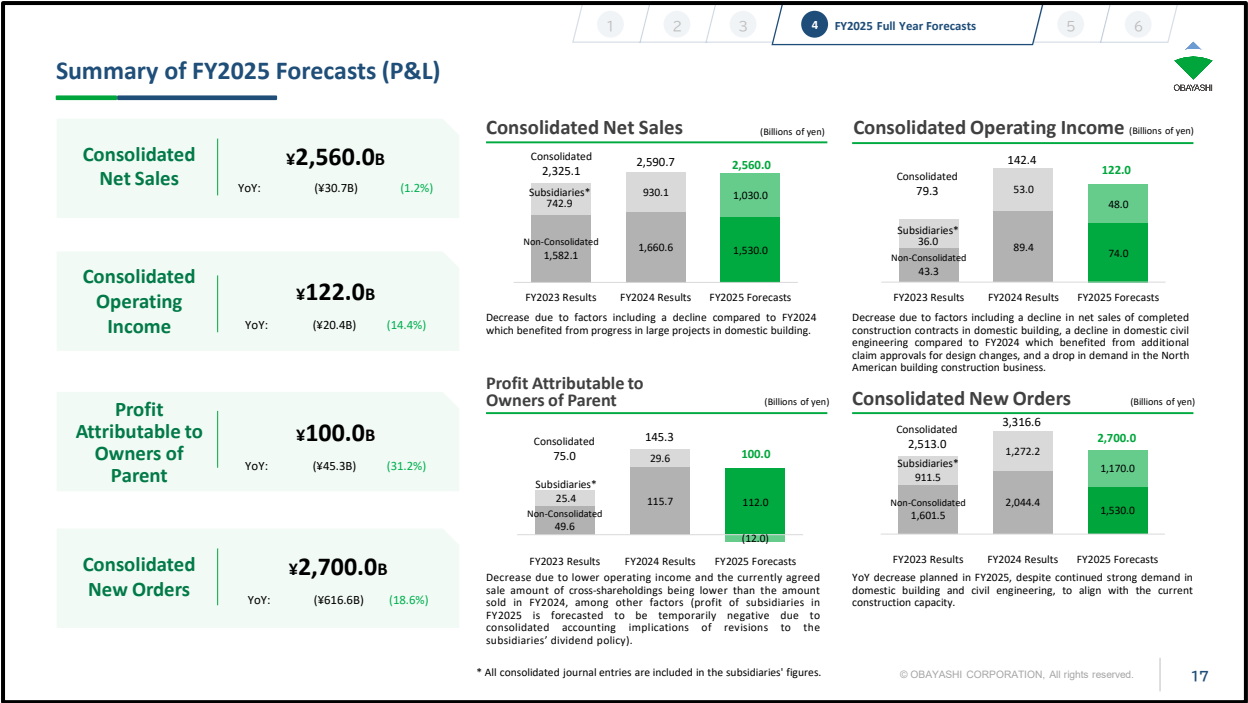 1
2
3
4 FY2025 Full Year Forecasts
5
6
Summary of FY2025 Forecasts (P&L)
OBAYASHI
Consolidated
Net Sales
¥2,560.0B
YoY: (¥30.7B) (1.2%)
Consolidated
Operating
Income
¥122.0B
YoY: (¥20.4B) (14.4%)
Profit
Attributable to
Owners of
Parent
¥100.0B
YoY: (¥45.3B) (31.2%)
Consolidated
New Orders
¥2,700.0B
YoY: (¥616.6B) (18.6%)
Consolidated Net Sales (Billions of yen)
Consolidated
2,325.1
2,590.7
2,560.0
Subsidiaries*
742.9
930.1
1,030.0
Non-Consolidated
1,582.1
1,660.6
1,530.0
FY2023 Results FY2024 Results FY2025 Forecasts
Decrease due to factors including a decline compared to FY2024
which benefited from progress in large projects in domestic building.
Consolidated Operating Income (Billions of yen)
Consolidated
79.3
142.4
122.0
Subsidiaries*
36.0
53.0
48.0
Non-Consolidated
43.3
89.4
74.0
FY2023 Results FY2024 Results FY2025 Forecasts
Decrease due to factors including a decline in net sales of completed
construction contracts in domestic building, a decline in domestic civil
engineering compared to FY2024 which benefited from additional
claim approvals for design changes, and a drop in demand in the North
American building construction business.
Profit Attributable to
Owners of Parent (Billions of yen)
Consolidated
75.0
145.3
100.0
Subsidiaries*
25.4
29.6
Non-Consolidated
49.6
115.7
112.0
(12.0)
FY2023 Results FY2024 Results FY2025 Forecasts
Decrease due to lower operating income and the currently agreed
sale amount of cross-shareholdings being lower than the amount
sold in FY2024, among other factors (profit of subsidiaries in
FY2025 is forecasted to be temporarily negative due to
consolidated accounting implications of revisions to the
subsidiaries' dividend policy).
Consolidated New Orders (Billions of yen)
Consolidated
2,513.0
3,316.6
2,700.0
Subsidiaries*
911.5
1,272.2
1,170.0
Non-Consolidated
1,601.5
2,044.4
1,530.0
FY2023 Results FY2024 Results FY2025 Forecasts
YoY decrease planned in FY2025, despite continued strong demand in
domestic building and civil engineering, to align with the current
construction capacity.
* All consolidated journal entries are included in the subsidiaries' figures.
© OBAYASHI CORPORATION, All rights reserved.
17